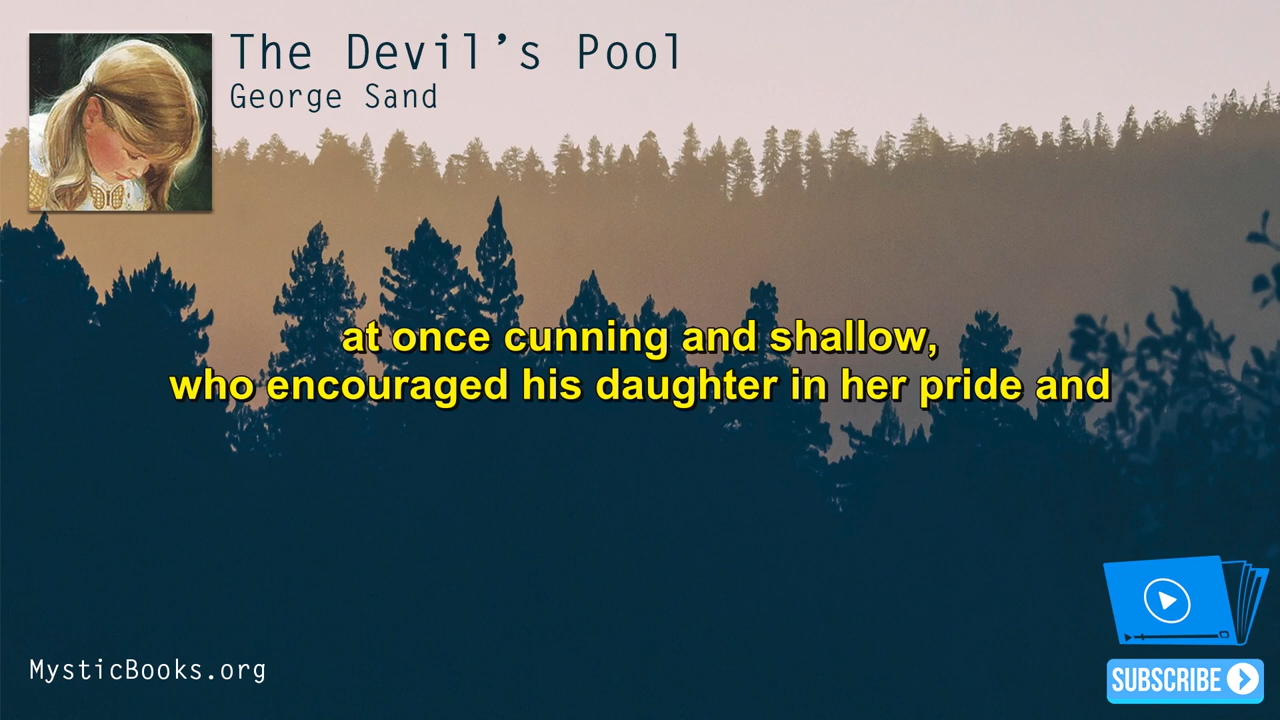 The Devil's Pool
George Sand
at once cunning and shallow,
who encouraged his daughter in her pride and
MysticBooks.org
SUBSCRIBE